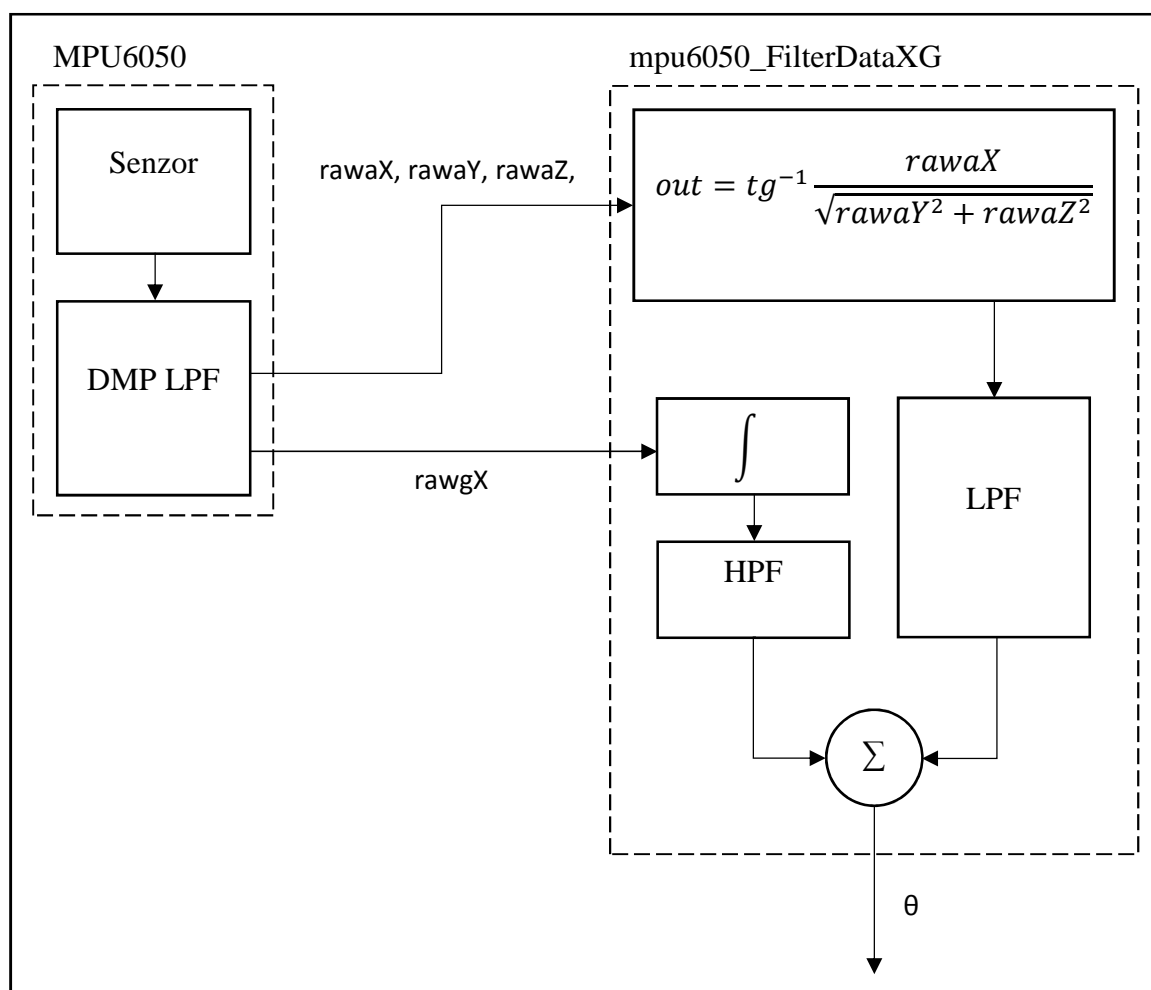 MPU6050
Senzor
DMP LPF
rawaX, rawaY, rawaZ,
rawgX
mpu6050_FilterDataXG
out = tg⁻¹ rawaX / √(rawaY² + rawaZ²)
∫
HPF
LPF
Σ
θ